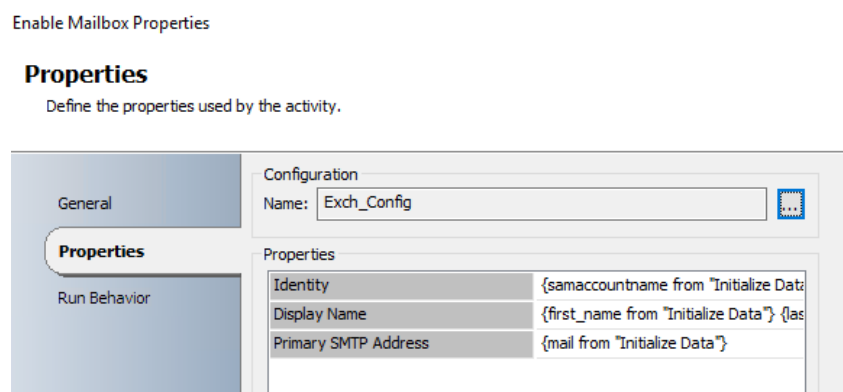 Enable Mailbox Properties
Properties
Define the properties used by the activity.
Configuration
General
Name: Exch_Config ...
Properties
Properties
Run Behavior
Identity {samaccountname from "Initialize Data
Display Name {first_name from "Initialize Data"} {las
Primary SMTP Address {mail from "Initialize Data"}